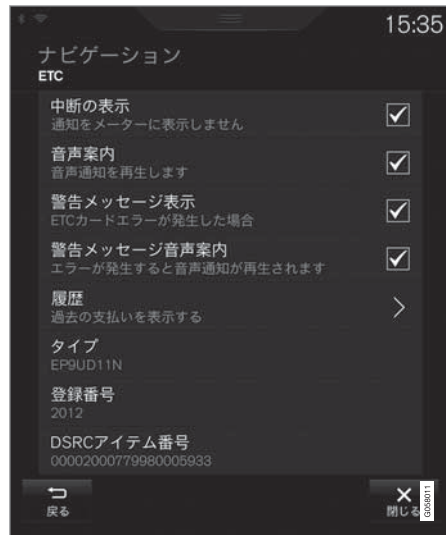 15:35
ナビゲーション
ETC
中断の表示
通知をメーターに表示しません
音声案内
音声通知を再生します
警告メッセージ表示
ETCカードエラーが発生した場合
警告メッセージ音声案内
エラーが発生すると音声通知が再生されます
履歴
過去の支払いを表示する
タイプ
EP9UD11N
登録番号
2012
DSRCアイテム番号
00002000779980005933
戻る
閉じる
G058011